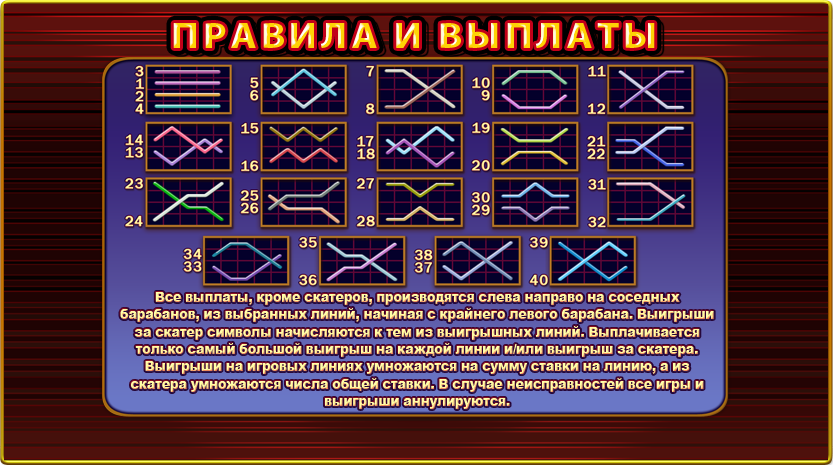 ПРАВИЛА И ВЫПЛАТЫ
3 5 7 10 11
1 6 8 9 12
2
4
14 15 17 19 21
13 16 18 20 22
23 25 27 30 31
24 26 28 29 32
34 35 38 39
33 36 37 40
Все выплаты, кроме скатеров, производятся слева направо на соседных
барабанов, из выбранных линий, начиная с крайнего левого барабана. Выигрыши
за скатер символы начисляются к тем из выигрышных линий. Выплачивается
только самый большой выигрыш на каждой линии и/или выигрыш за скатера.
Выигрыши на игровых линиях умножаются на сумму ставки на линию, а из
скатера умножаются числа общей ставки. В случае неисправностей все игры и
выигрыши аннулируются.